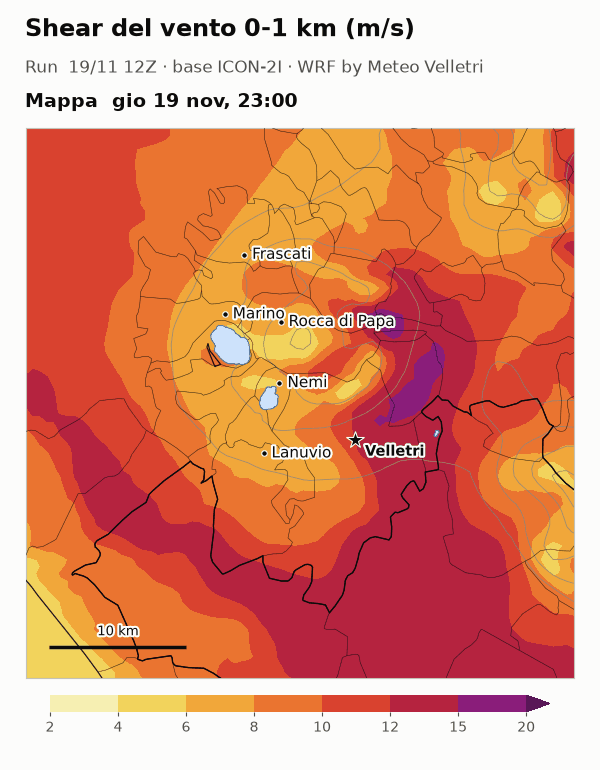 Shear del vento 0-1 km (m/s)
Run 19/11 12Z · base ICON-2I · WRF by Meteo Velletri
Mappa gio 19 nov, 23:00
Frascati
Marino
Rocca di Papa
Nemi
Velletri
Lanuvio
10 km
2 4 6 8 10 12 15 20